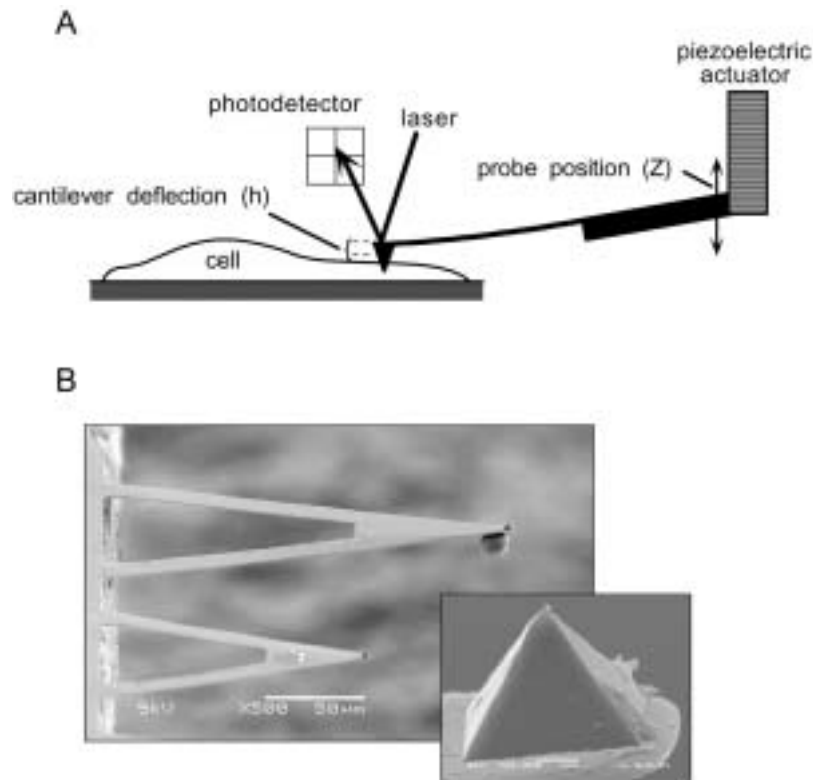 A
piezoelectric
actuator
photodetector
laser
probe position (Z)
cantilever deflection (h)
cell
B
5kV X500 50μm